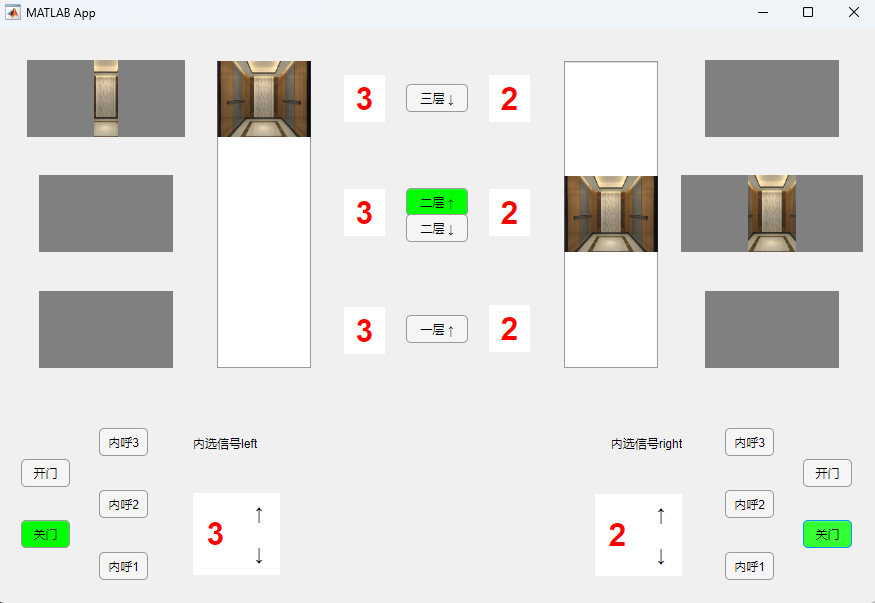 MATLAB App
3
三层↓
2
3
二层↑
2
二层↓
3
一层↑
2
内呼3
内选信号left
内选信号right
内呼3
开门
开门
内呼2
内呼2
3
↑
↓
2
↑
↓
关门
关门
内呼1
内呼1